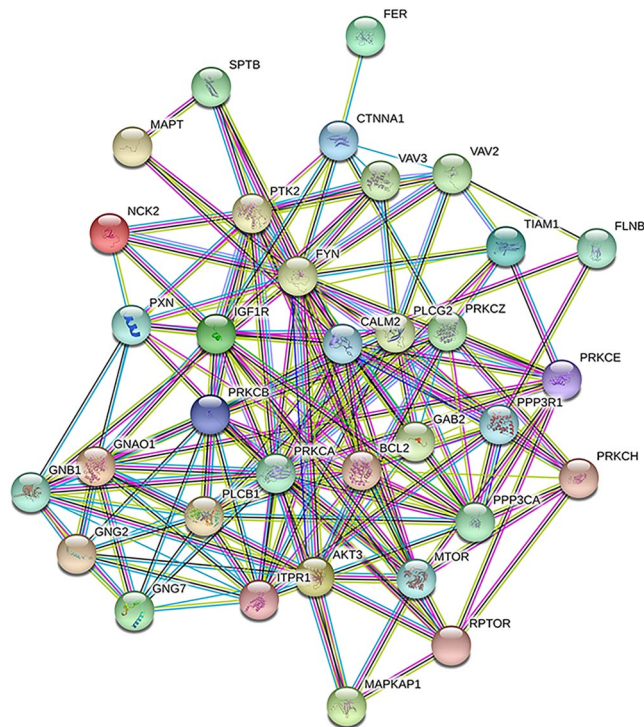 FER
SPTB
CTNNA1
MAPT
VAV3
VAV2
PTK2
NCK2
TIAM1
FLNB
FYN
PXN
IGF1R
CALM2
PLCG2
PRKCZ
PRKCE
PRKCB
GAB2
PPP3R1
GNAO1
PRKCA
BCL2
PRKCH
GNB1
PLCB1
PPP3CA
GNG2
AKT3
MTOR
ITPR1
GNG7
RPTOR
MAPKAP1